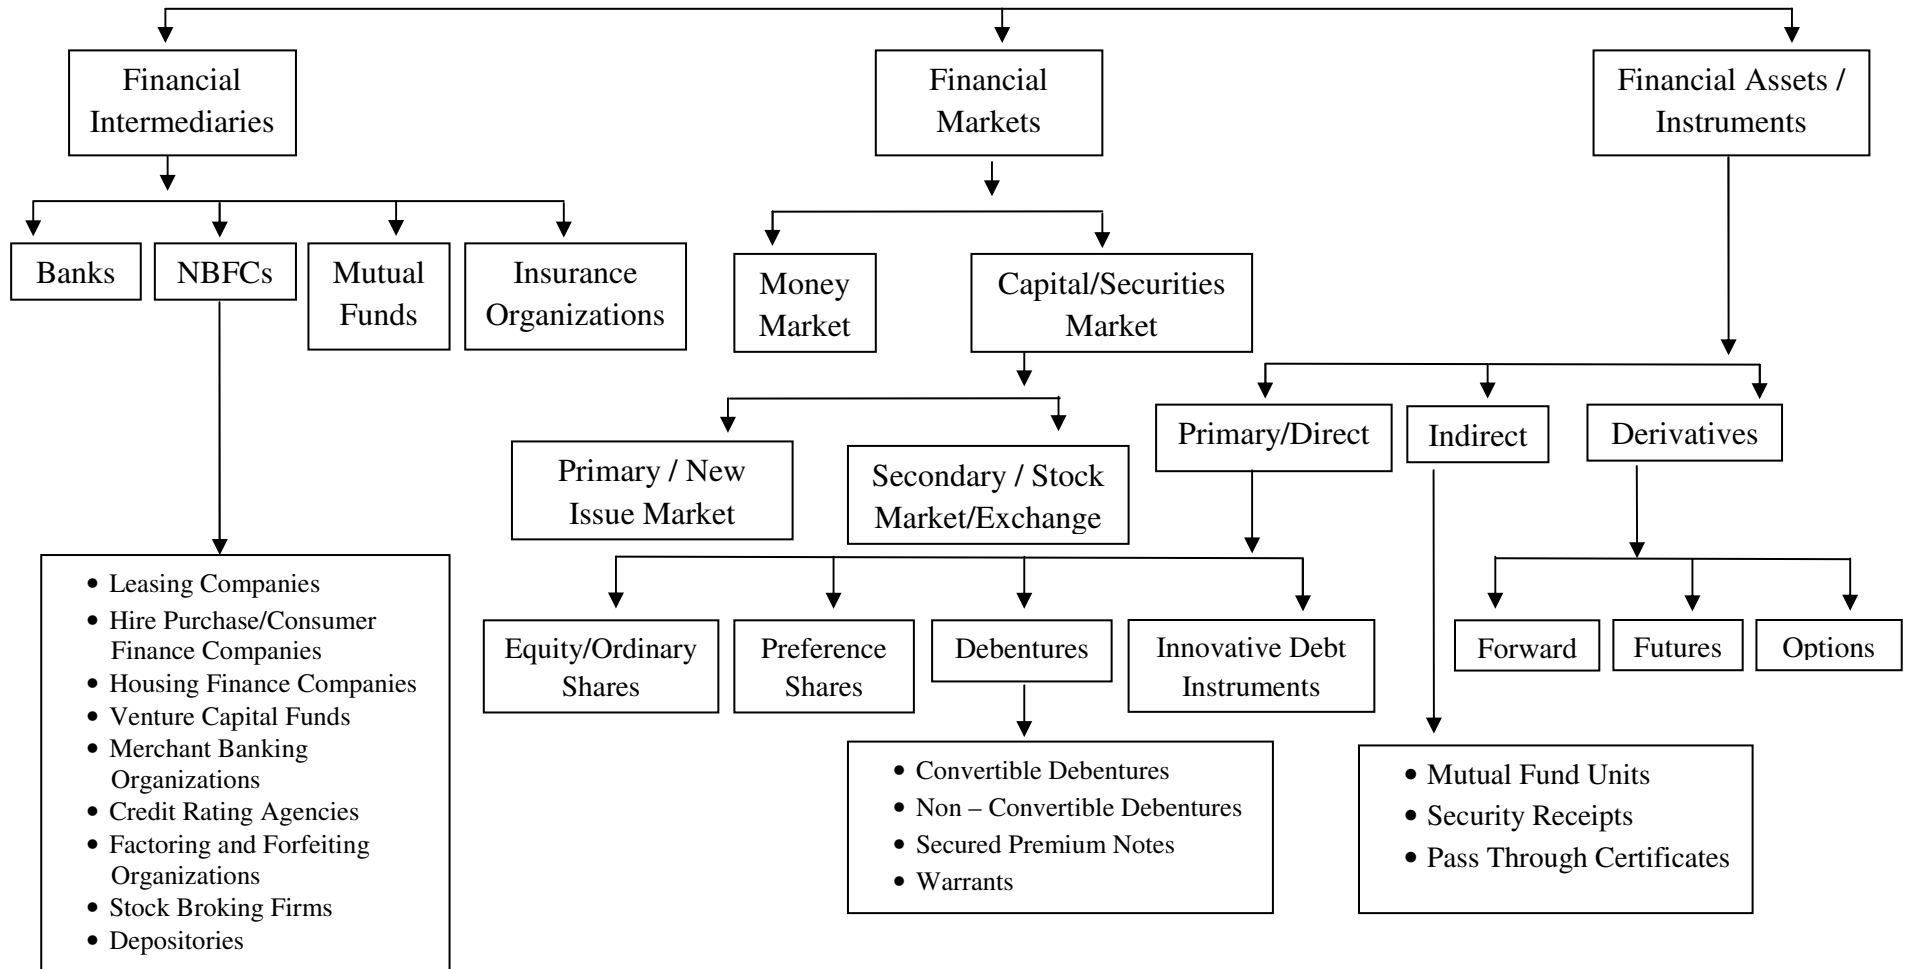 Financial
Intermediaries
Financial
Markets
Financial Assets /
Instruments
Banks
NBFCs
Mutual
Funds
Insurance
Organizations
Money
Market
Capital/Securities
Market
Primary / New
Issue Market
Secondary / Stock
Market/Exchange
Primary/Direct
Indirect
Derivatives
• Leasing Companies
• Hire Purchase/Consumer
Finance Companies
• Housing Finance Companies
• Venture Capital Funds
• Merchant Banking
Organizations
• Credit Rating Agencies
• Factoring and Forfeiting
Organizations
• Stock Broking Firms
• Depositories
Equity/Ordinary
Shares
Preference
Shares
Debentures
Innovative Debt
Instruments
Forward
Futures
Options
• Convertible Debentures
• Non – Convertible Debentures
• Secured Premium Notes
• Warrants
• Mutual Fund Units
• Security Receipts
• Pass Through Certificates